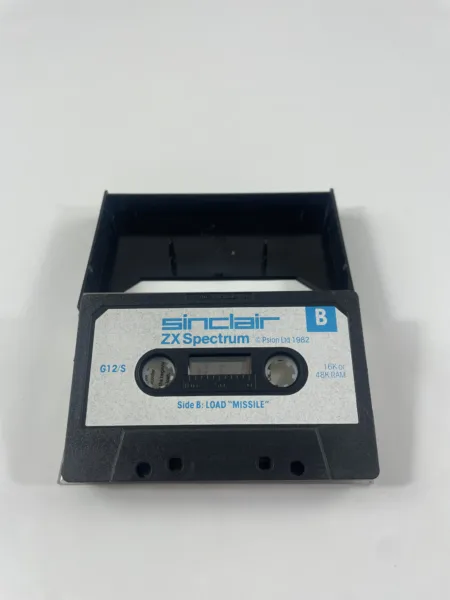 sinclair
B
ZX Spectrum © Psion Ltd 1982
G12/S
16K or
48K RAM
Side B: LOAD "MISSILE"